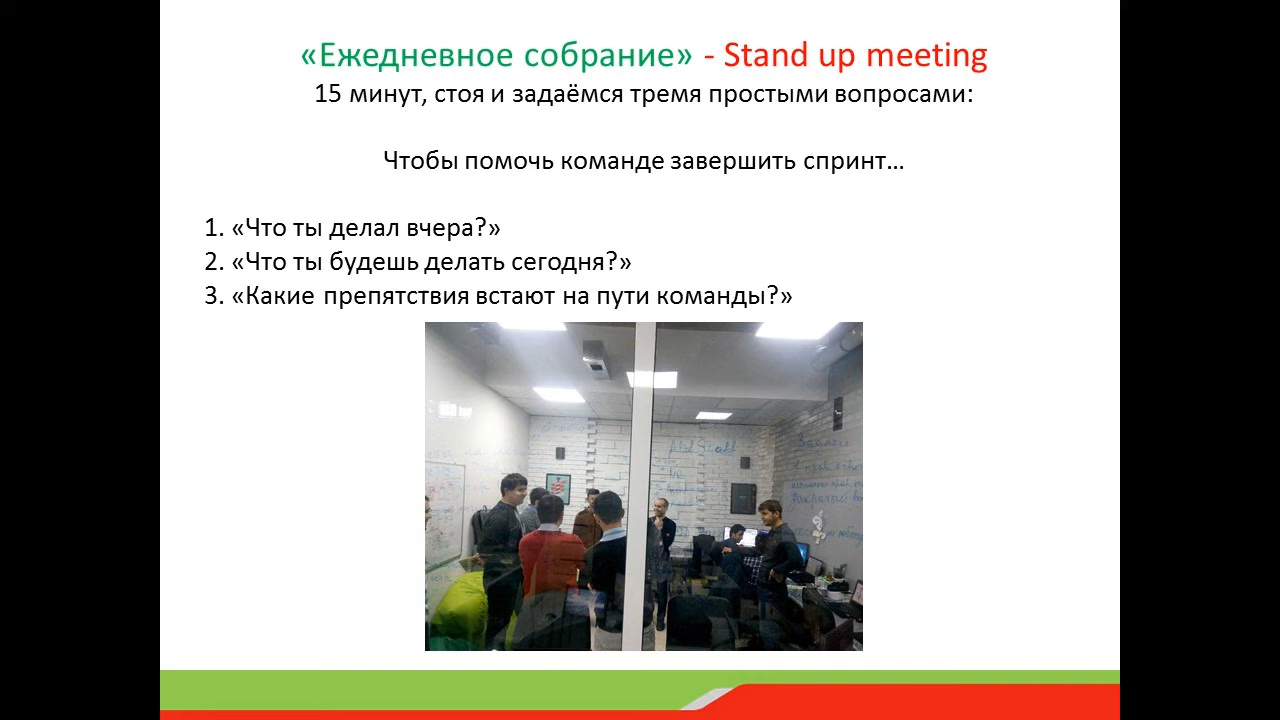 «Ежедневное собрание» - Stand up meeting
15 минут, стоя и задаёмся тремя простыми вопросами:
Чтобы помочь команде завершить спринт…
1. «Что ты делал вчера?»
2. «Что ты будешь делать сегодня?»
3. «Какие препятствия встают на пути команды?»